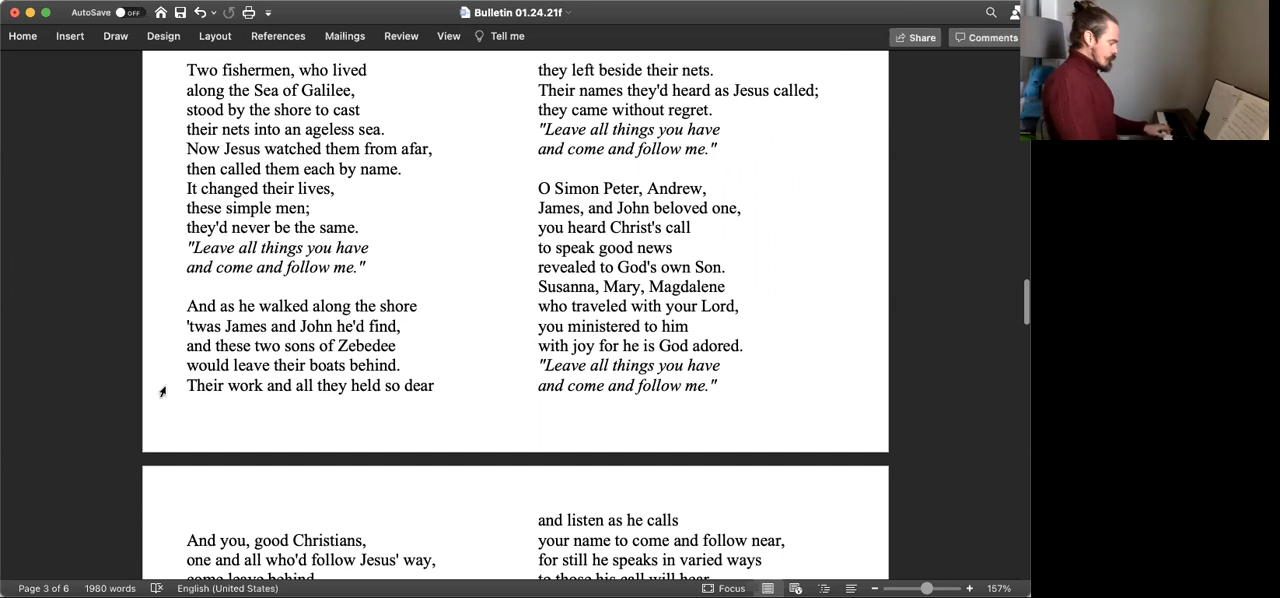 AutoSave OFF
Bulletin 01.24.21f
Home Insert Draw Design Layout References Mailings Review View Tell me
Share Comments
Two fishermen, who lived
along the Sea of Galilee,
stood by the shore to cast
their nets into an ageless sea.
Now Jesus watched them from afar,
then called them each by name.
It changed their lives,
these simple men;
they'd never be the same.
"Leave all things you have
and come and follow me."
And as he walked along the shore
'twas James and John he'd find,
and these two sons of Zebedee
would leave their boats behind.
Their work and all they held so dear
they left beside their nets.
Their names they'd heard as Jesus called;
they came without regret.
"Leave all things you have
and come and follow me."
O Simon Peter, Andrew,
James, and John beloved one,
you heard Christ's call
to speak good news
revealed to God's own Son.
Susanna, Mary, Magdalene
who traveled with your Lord,
you ministered to him
with joy for he is God adored.
"Leave all things you have
and come and follow me."
And you, good Christians,
one and all who'd follow Jesus' way,
come leave behind
and listen as he calls
your name to come and follow near,
for still he speaks in varied ways
to those his call will hear
Page 3 of 6 1980 words English (United States) Focus 157%